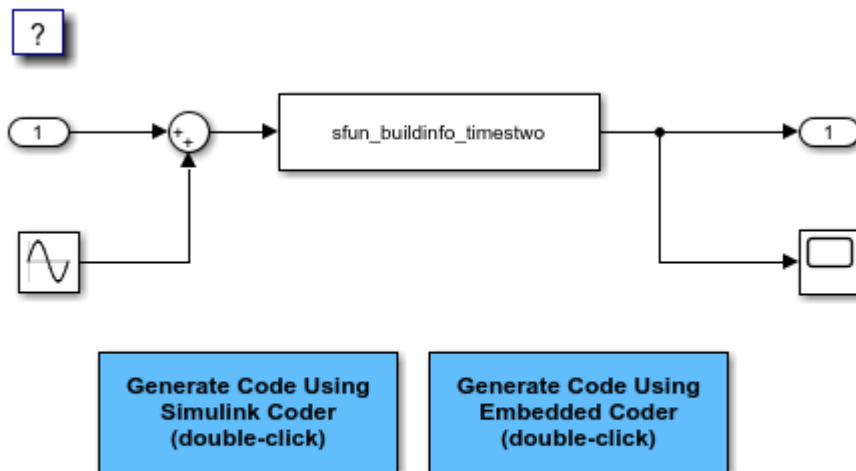 ?
1
++
sfun_buildinfo_timestwo
1
Generate Code Using
Simulink Coder
(double-click)
Generate Code Using
Embedded Coder
(double-click)